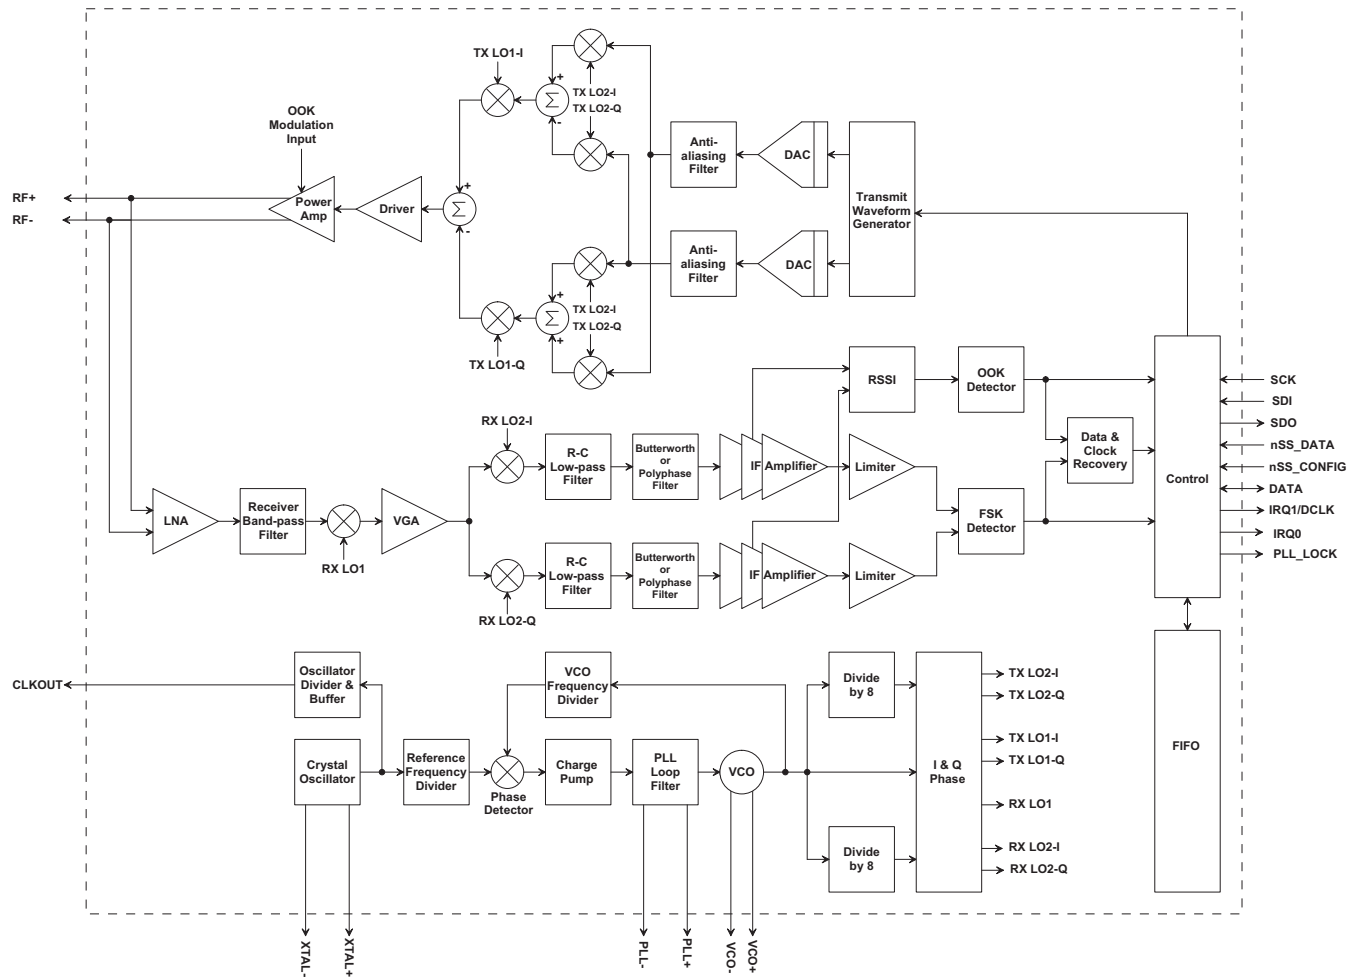 TX LO1-I
+
TX LO2-I
TX LO2-Q
-
OOK
Modulation
Input
Anti-
aliasing
Filter
DAC
RF+
RF-
Power
Amp
Driver
+
Σ
-
Σ
Transmit
Waveform
Generator
Anti-
aliasing
Filter
DAC
+
TX LO2-I
TX LO2-Q
+
Σ
TX LO1-Q
RSSI
OOK
Detector
SCK
SDI
SDO
nSS_DATA
nSS_CONFIG
DATA
IRQ1/DCLK
IRQ0
PLL_LOCK
RX LO2-I
R-C
Low-pass
Filter
Butterworth
or
Polyphase
Filter
IF Amplifier
Limiter
Data &
Clock
Recovery
Control
LNA
Receiver
Band-pass
Filter
RX LO1
VGA
FSK
Detector
R-C
Low-pass
Filter
Butterworth
or
Polyphase
Filter
IF Amplifier
Limiter
RX LO2-Q
CLKOUT
Oscillator
Divider &
Buffer
VCO
Frequency
Divider
Divide
by 8
TX LO2-I
TX LO2-Q
TX LO1-I
TX LO1-Q
RX LO1
RX LO2-I
RX LO2-Q
FIFO
Crystal
Oscillator
Reference
Frequency
Divider
Phase
Detector
Charge
Pump
PLL
Loop
Filter
VCO
I & Q
Phase
Divide
by 8
XTAL-
XTAL+
PLL-
PLL+
VCO-
VCO+